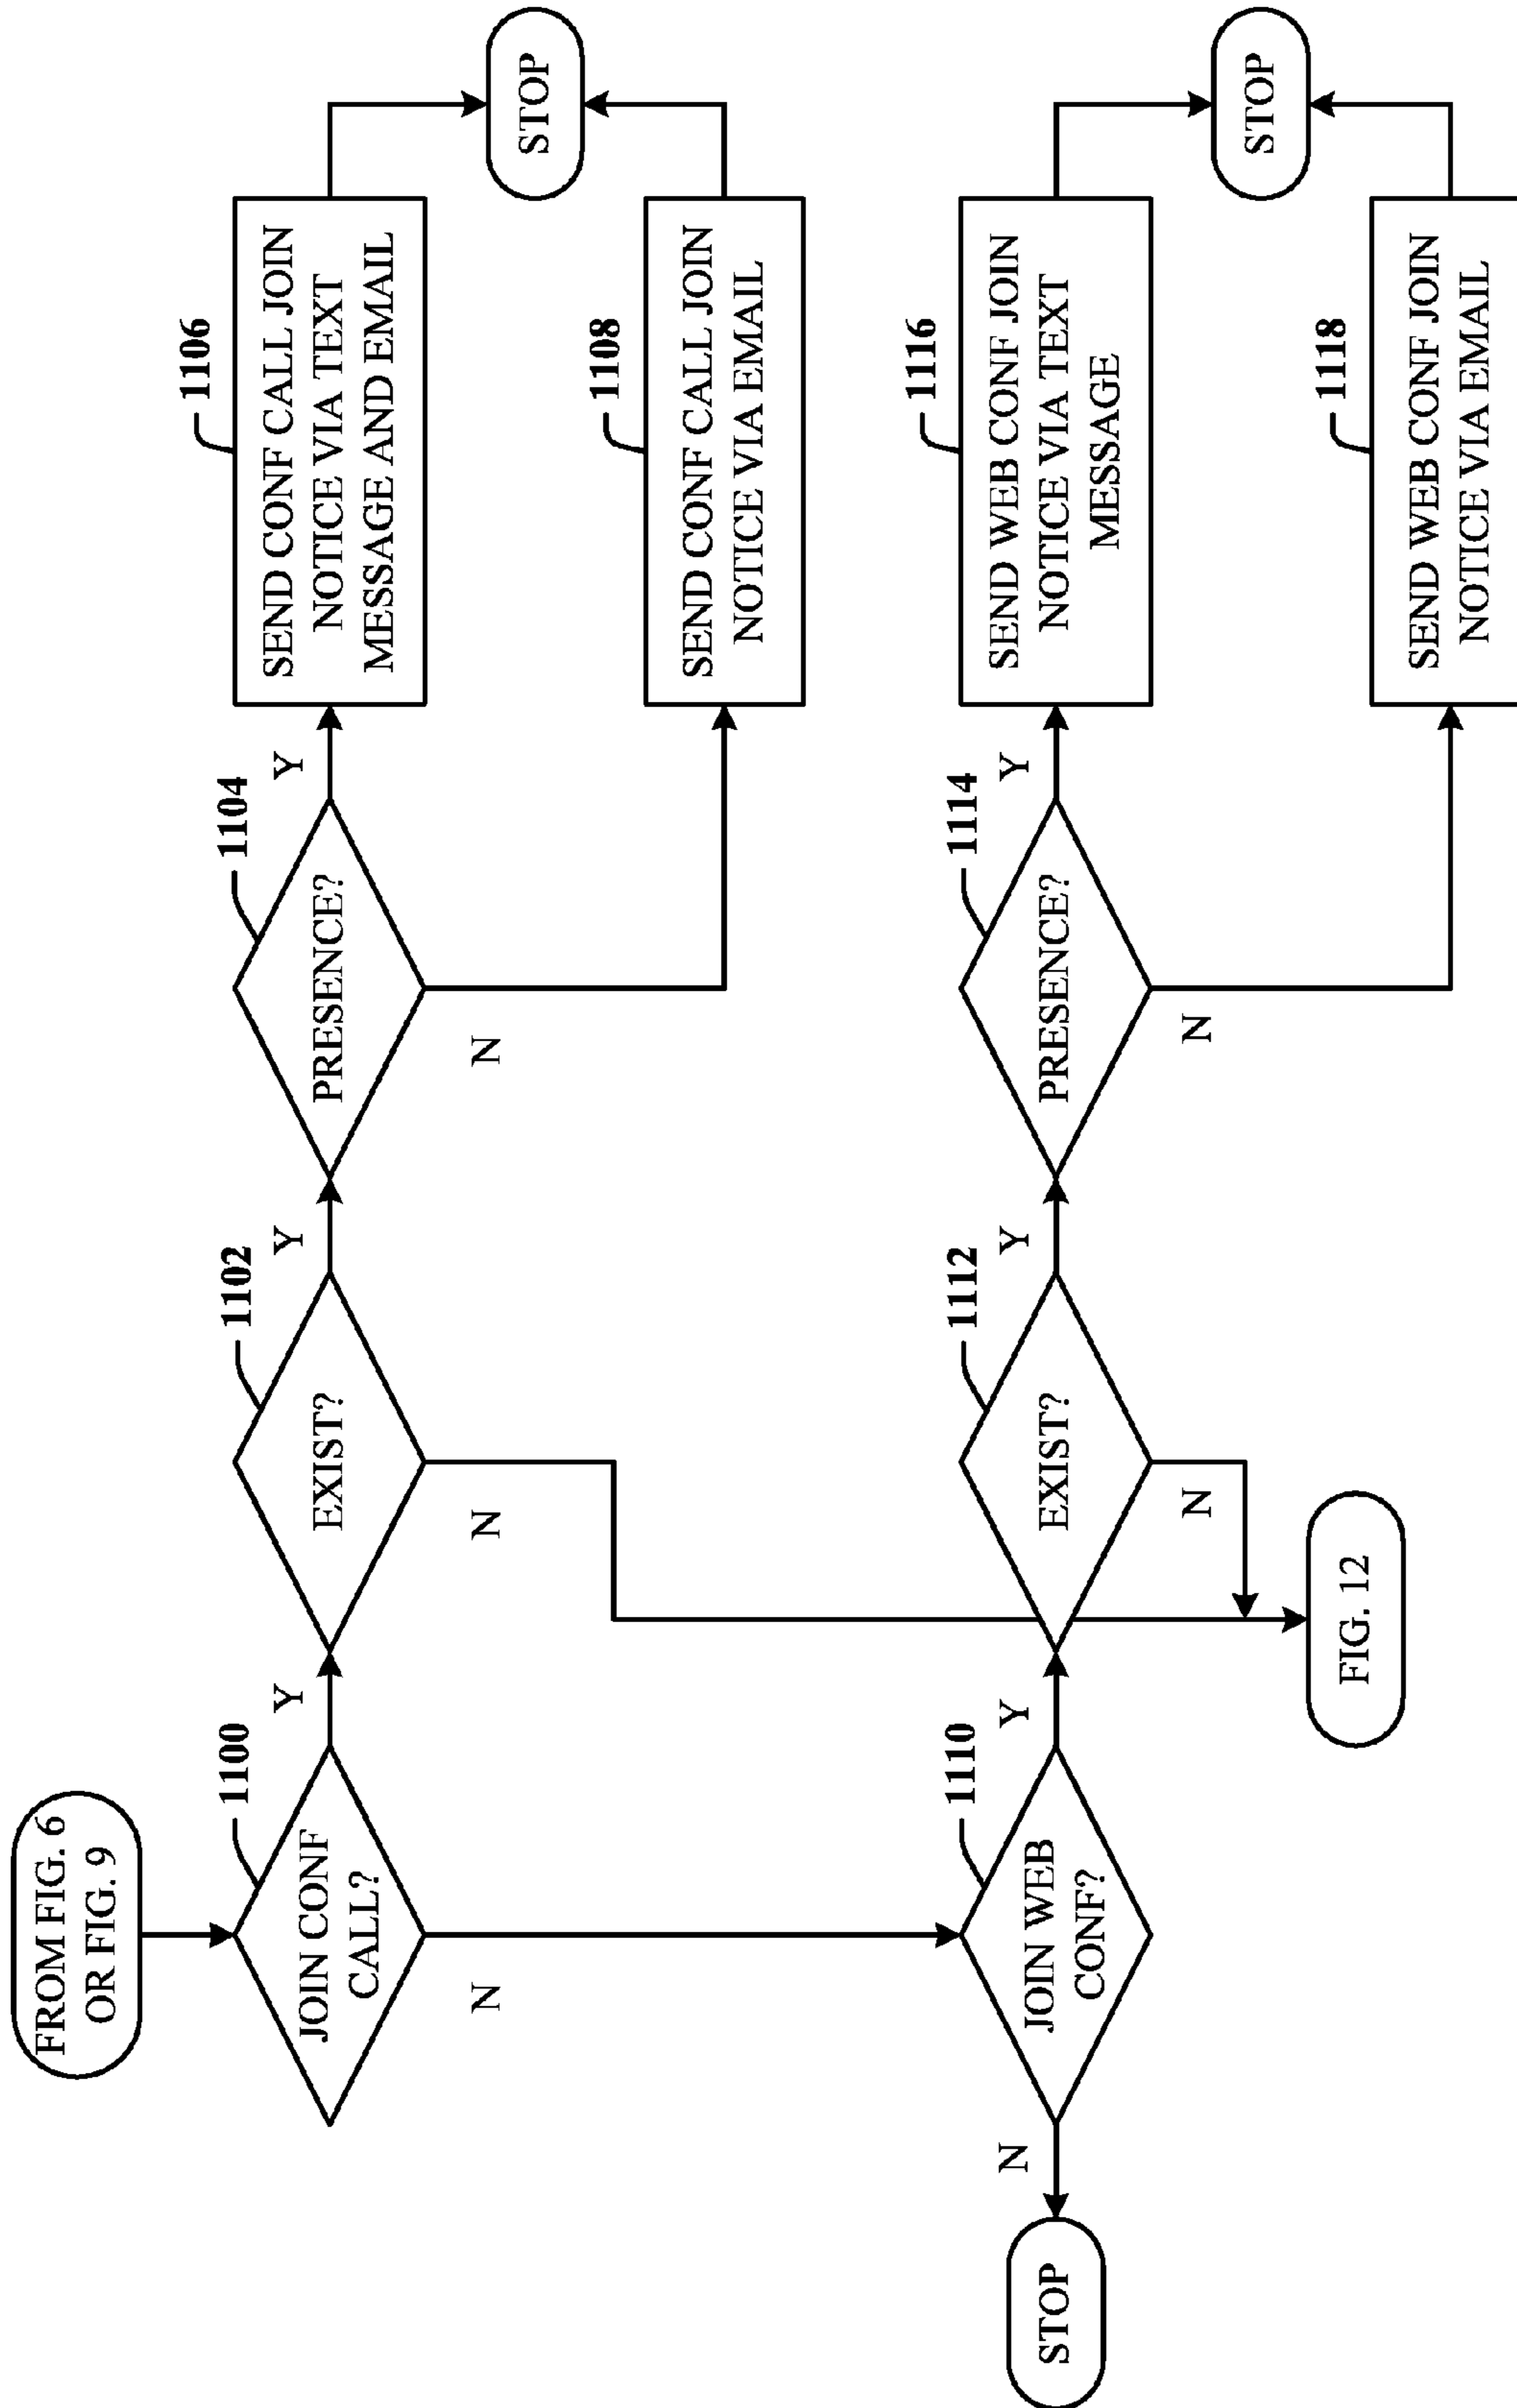 FROM FIG. 6
OR FIG. 9
1100
JOIN CONF
CALL?
Y
N
1102
EXIST?
Y
N
1104
PRESENCE?
Y
N
1106
SEND CONF CALL JOIN
NOTICE VIA TEXT
MESSAGE AND EMAIL
1108
SEND CONF CALL JOIN
NOTICE VIA EMAIL
STOP
1110
JOIN WEB
CONF?
Y
N
STOP
1112
EXIST?
Y
N
FIG. 12
1114
PRESENCE?
Y
N
1116
SEND WEB CONF JOIN
NOTICE VIA TEXT
MESSAGE
1118
SEND WEB CONF JOIN
NOTICE VIA EMAIL
STOP